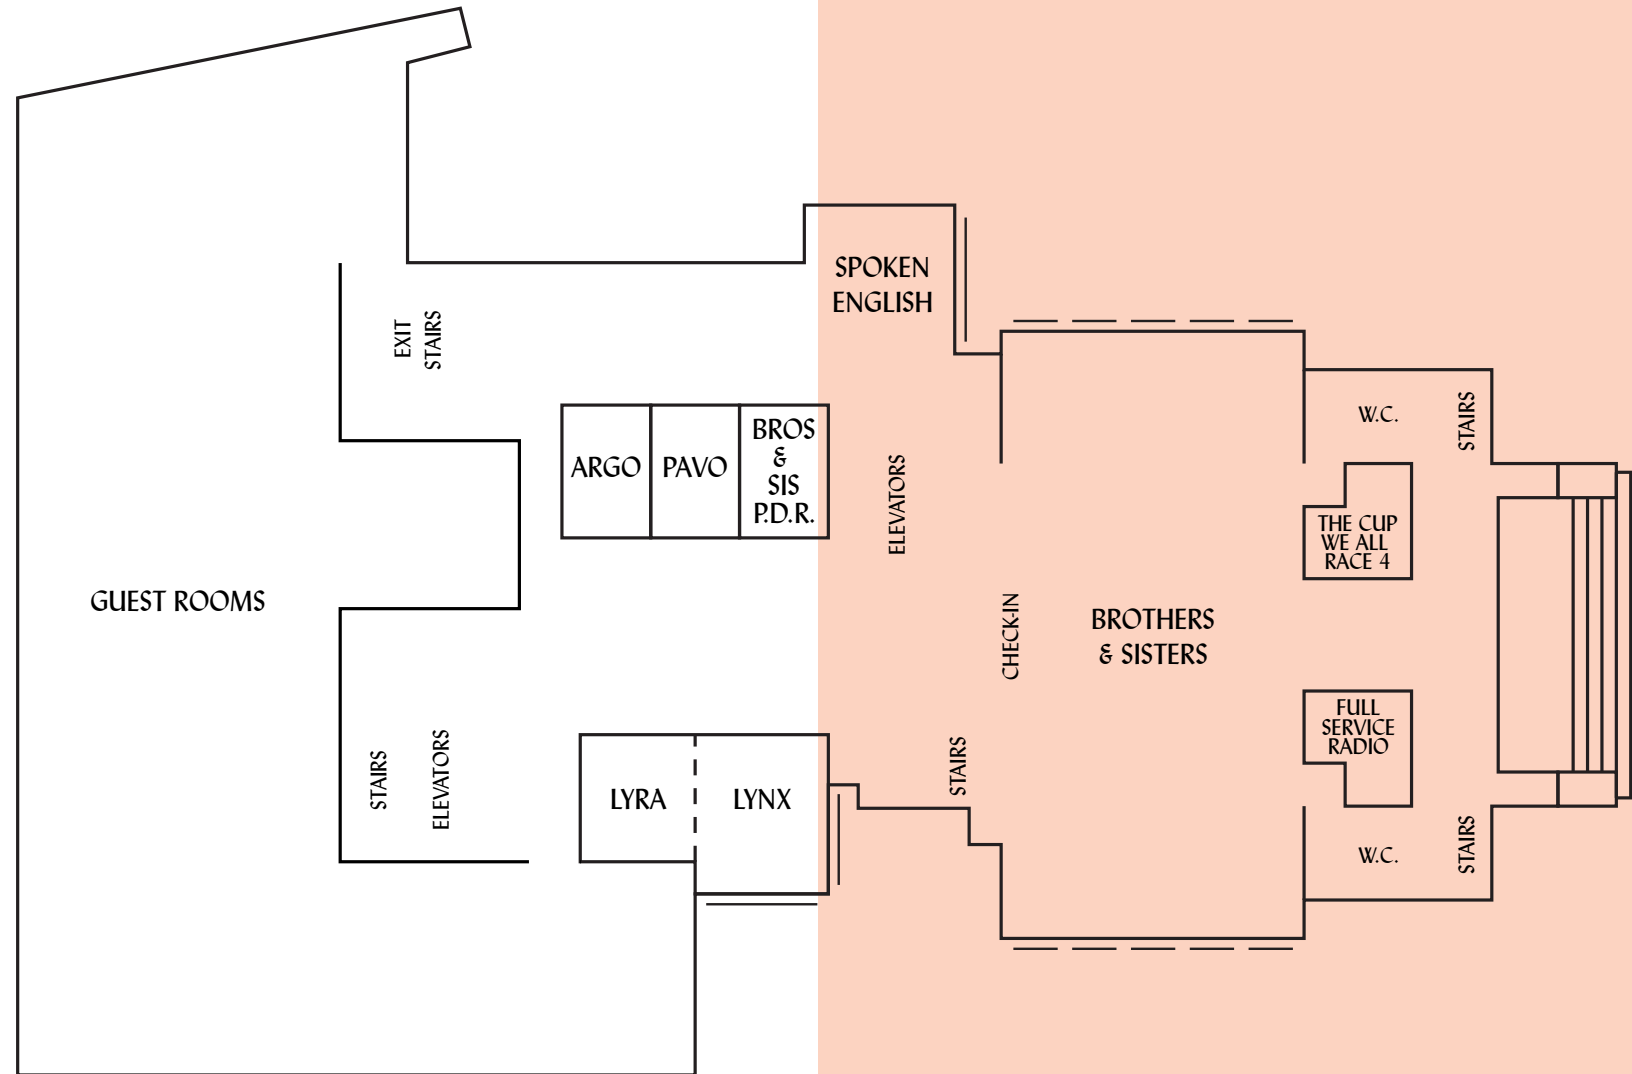 SPOKEN
ENGLISH
EXIT
STAIRS
W.C.
STAIRS
ARGO
PAVO
BROS
&
SIS
P.D.R.
ELEVATORS
THE CUP
WE ALL
RACE 4
GUEST ROOMS
CHECK-IN
BROTHERS
& SISTERS
FULL
SERVICE
RADIO
STAIRS
ELEVATORS
LYRA
LYNX
STAIRS
W.C.
STAIRS